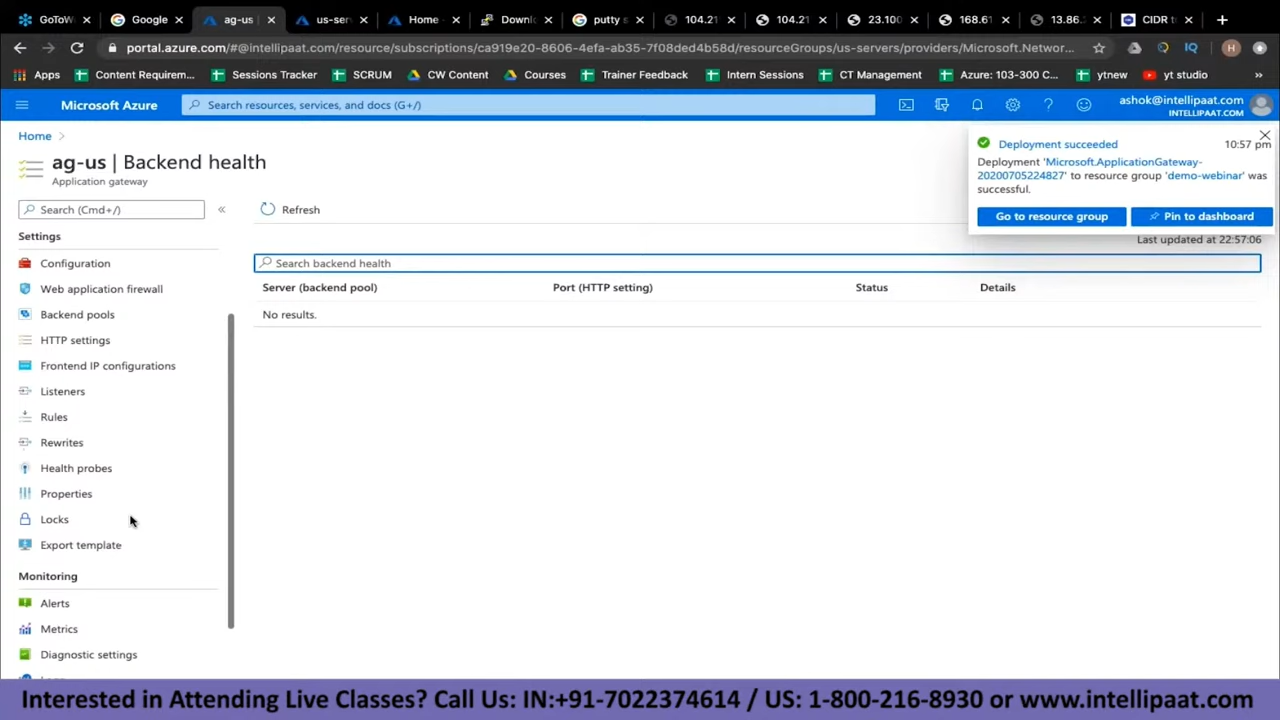 GoToW
Google
ag-us
us-ser
Home
Downl
putty s
104.21
104.21
23.100
168.61
13.86.
CIDR t
portal.azure.com/#@intellipaat.com/resource/subscriptions/ca919e20-8606-4efa-ab35-7f08ded4b58d/resourceGroups/us-servers/providers/Microsoft.Networ...
IQ
H
Apps
Content Requirem...
Sessions Tracker
SCRUM
CW Content
Courses
Trainer Feedback
Intern Sessions
CT Management
Azure: 103-300 C...
ytnew
yt studio
»
Microsoft Azure
Search resources, services, and docs (G+/)
ashok@intellipaat.com
INTELLIPAAT.COM
Home >
ag-us | Backend health
Application gateway
Deployment succeeded
10:57 pm
Deployment 'Microsoft.ApplicationGateway-
20200705224827' to resource group 'demo-webinar' was
successful.
Go to resource group
Pin to dashboard
Search (Cmd+/)
«
Refresh
Last updated at 22:57:06
Settings
Configuration
Web application firewall
Backend pools
HTTP settings
Frontend IP configurations
Listeners
Rules
Rewrites
Health probes
Properties
Locks
Export template
Monitoring
Alerts
Metrics
Diagnostic settings
Search backend health
Server (backend pool)
Port (HTTP setting)
Status
Details
No results.
Interested in Attending Live Classes? Call Us: IN:+91-7022374614 / US: 1-800-216-8930 or www.intellipaat.com